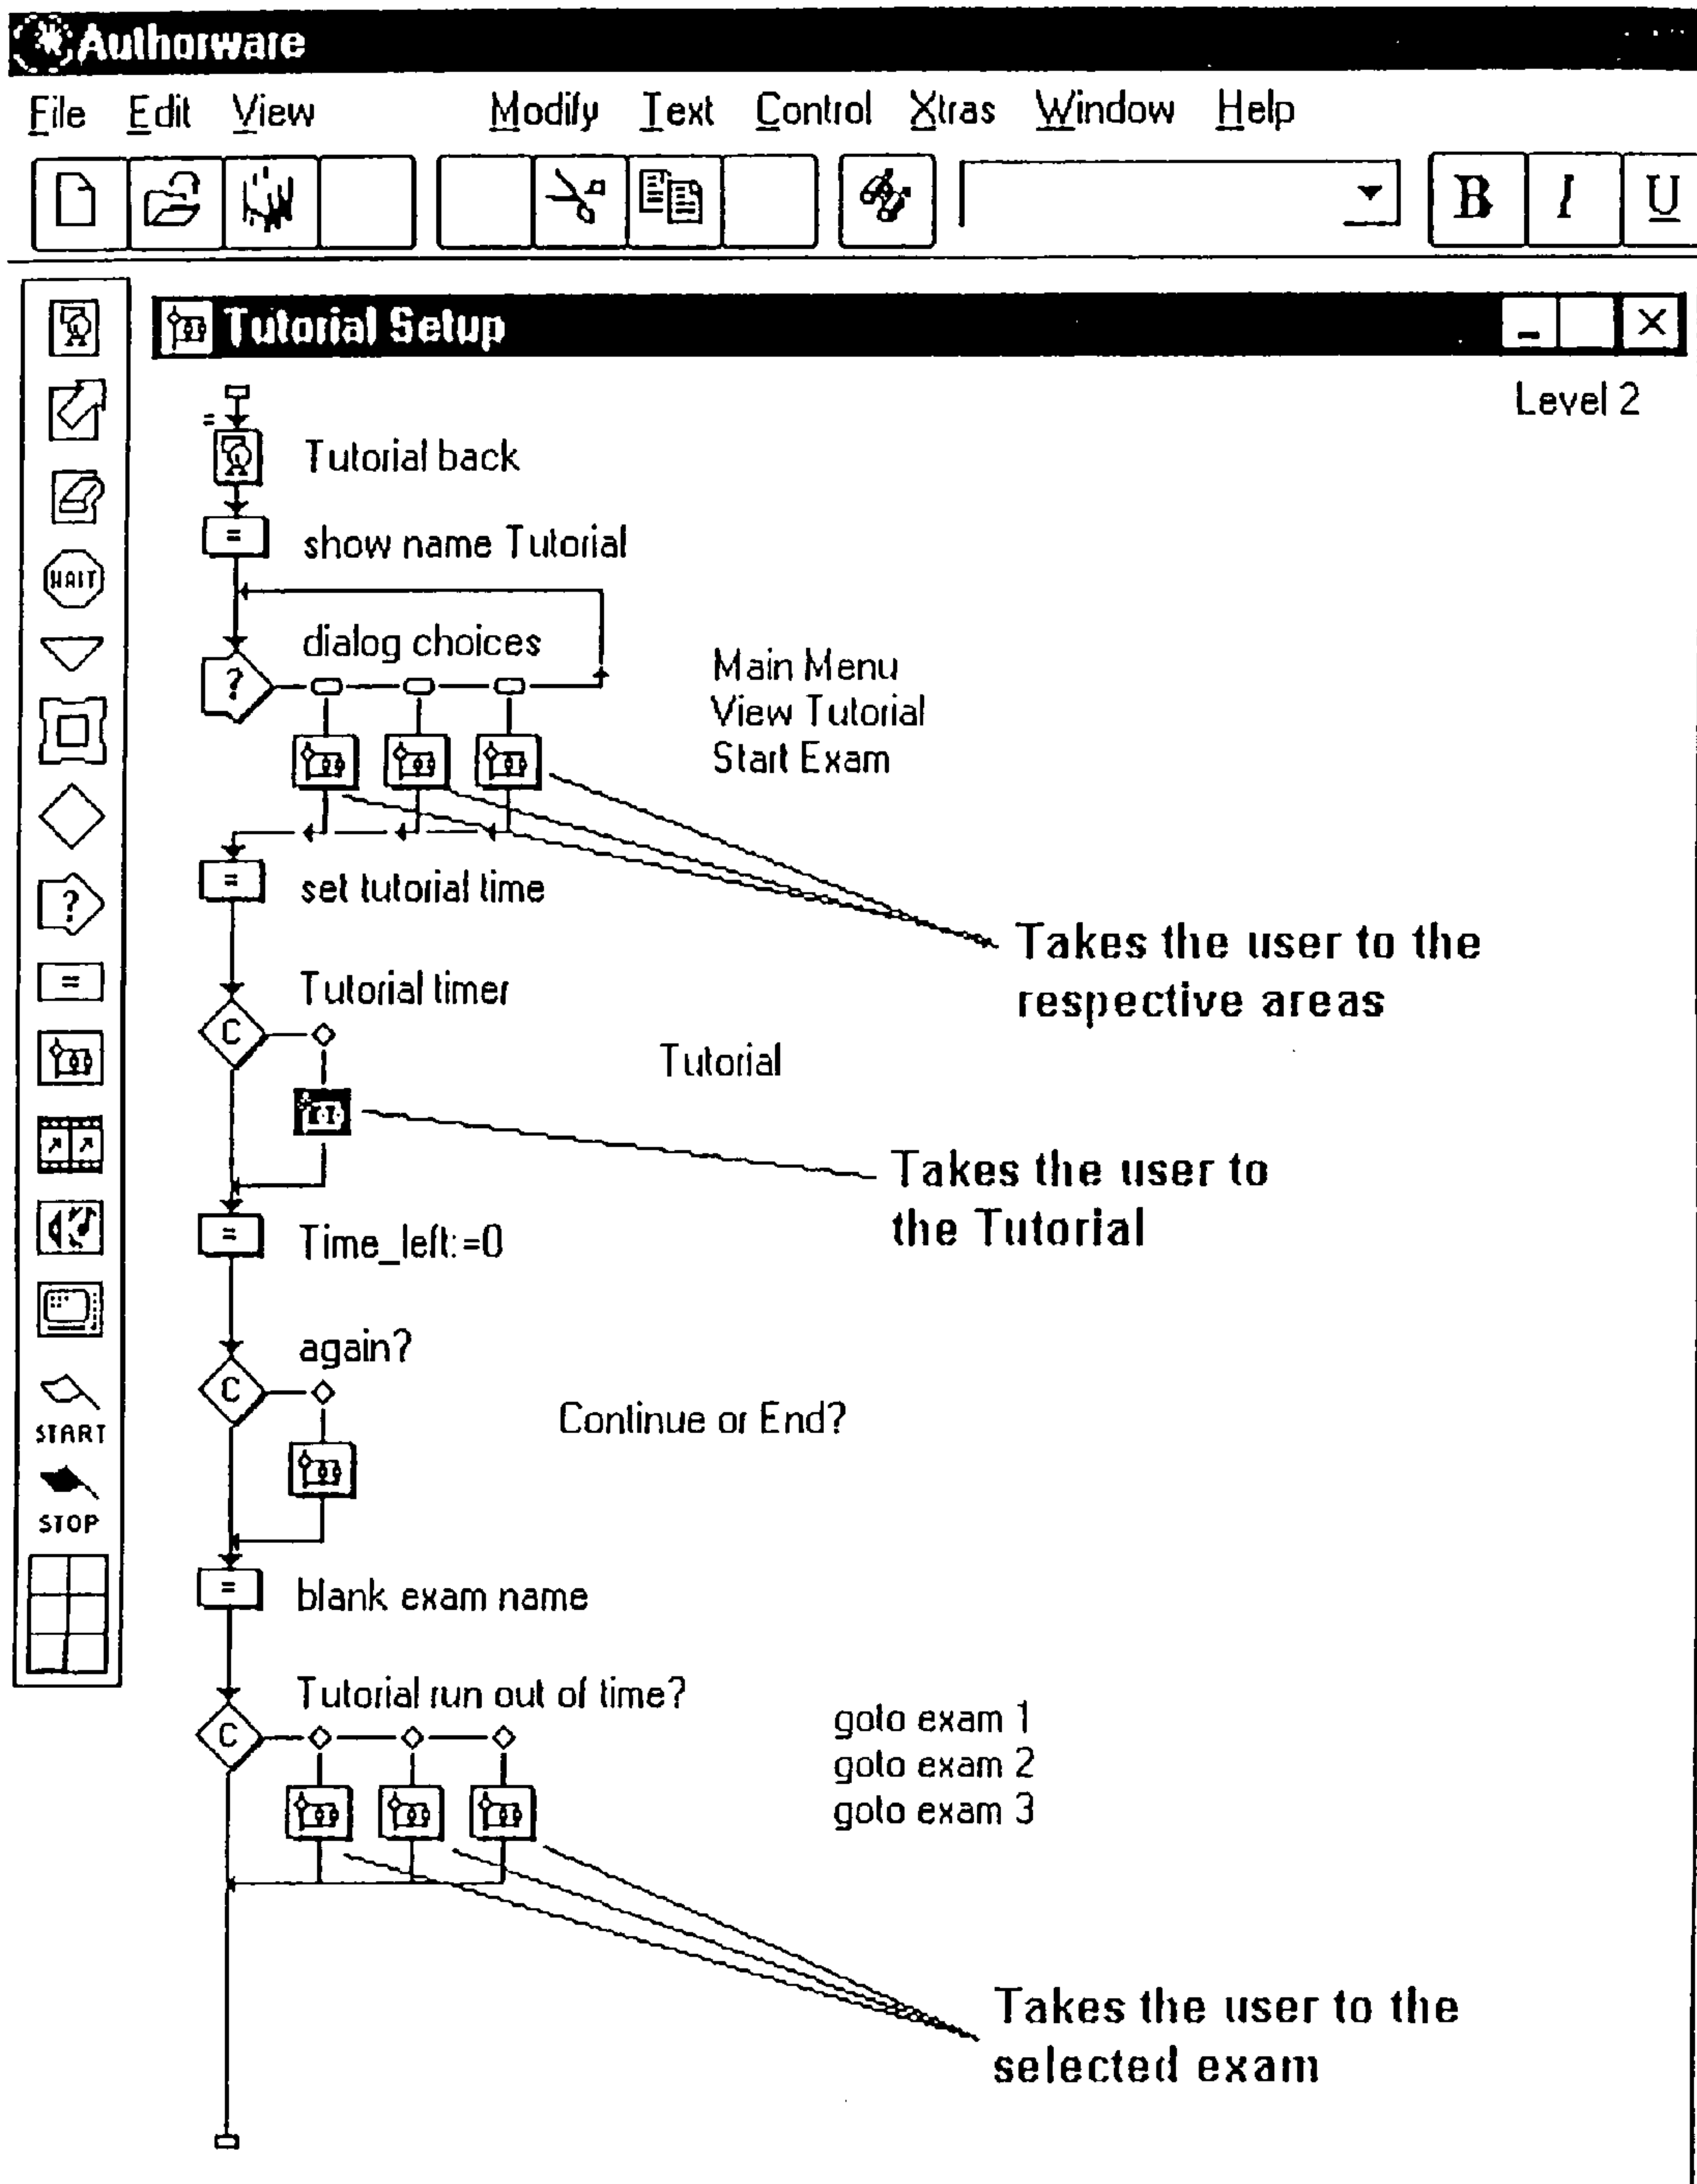 Authorware
File Edit View Modify Text Control Xtras Window Help
B I U
Tutorial Setup
Level 2
=
Tutorial back
= show name Tutorial
dialog choices
?
Main Menu
View Tutorial
Start Exam
= set tutorial time
Takes the user to the
respective areas
Tutorial timer
C
Tutorial
Takes the user to
the Tutorial
= Time_left:=0
again?
C
Continue or End?
= blank exam name
Tutorial run out of time?
C
goto exam 1
goto exam 2
goto exam 3
Takes the user to the
selected exam
WAIT
?
=
START
STOP